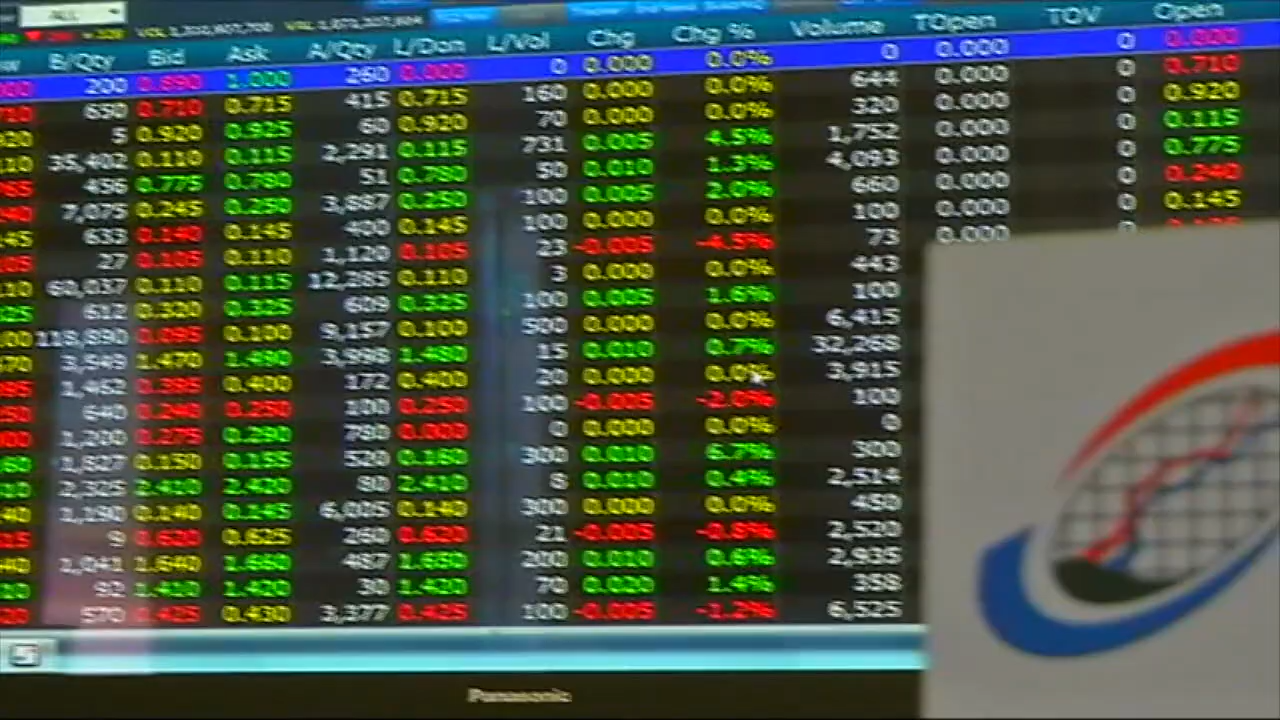 ALL
B/Qty Bid Ask A/Qty L/Don L/Vol Chg Chg % Volume TOpen TOV Open
200 0.890 1.000 260 0.000 0 0.000 0.0% 0 0.000 0 0.000
650 0.710 0.715 415 0.715 160 0.000 0.0% 644 0.000 0 0.710
5 0.920 0.925 60 0.920 70 0.000 0.0% 320 0.000 0 0.920
35,402 0.110 0.115 2,291 0.115 731 0.005 4.5% 1,752 0.000 0 0.115
456 0.775 0.780 51 0.780 50 0.010 1.3% 4,093 0.000 0 0.775
7,075 0.245 0.250 3,887 0.250 100 0.005 2.0% 660 0.000 0 0.240
633 0.140 0.145 400 0.145 100 0.000 0.0% 100 0.000 0 0.145
27 0.105 0.110 1,120 0.105 23 -0.005 -4.5% 73 0.000
60,037 0.110 0.115 12,285 0.110 3 0.000 0.0% 443
612 0.320 0.325 609 0.325 100 0.005 1.6% 100
118,890 0.095 0.100 9,157 0.100 500 0.000 0.0% 6,415
3,549 1.470 1.480 3,998 1.480 15 0.010 0.7% 32,268
1,462 0.395 0.400 172 0.400 20 0.000 0.0% 3,915
640 0.240 0.250 100 0.250 100 -0.005 -2.0% 100
1,200 0.275 0.290 780 0.000 0 0.000 0.0% 0
1,827 0.150 0.155 520 0.160 300 0.010 6.7% 300
2,325 2.410 2.420 80 2.410 8 0.010 0.4% 2,514
1,190 0.140 0.145 6,005 0.140 300 0.000 0.0% 450
9 0.620 0.625 260 0.620 21 -0.005 -0.8% 2,520
1,041 1.640 1.660 487 1.650 200 0.010 0.6% 2,935
92 1.410 1.420 30 1.420 70 0.020 1.4% 358
570 0.425 0.430 3,377 0.425 100 -0.005 -1.2% 6,525
Panasonic